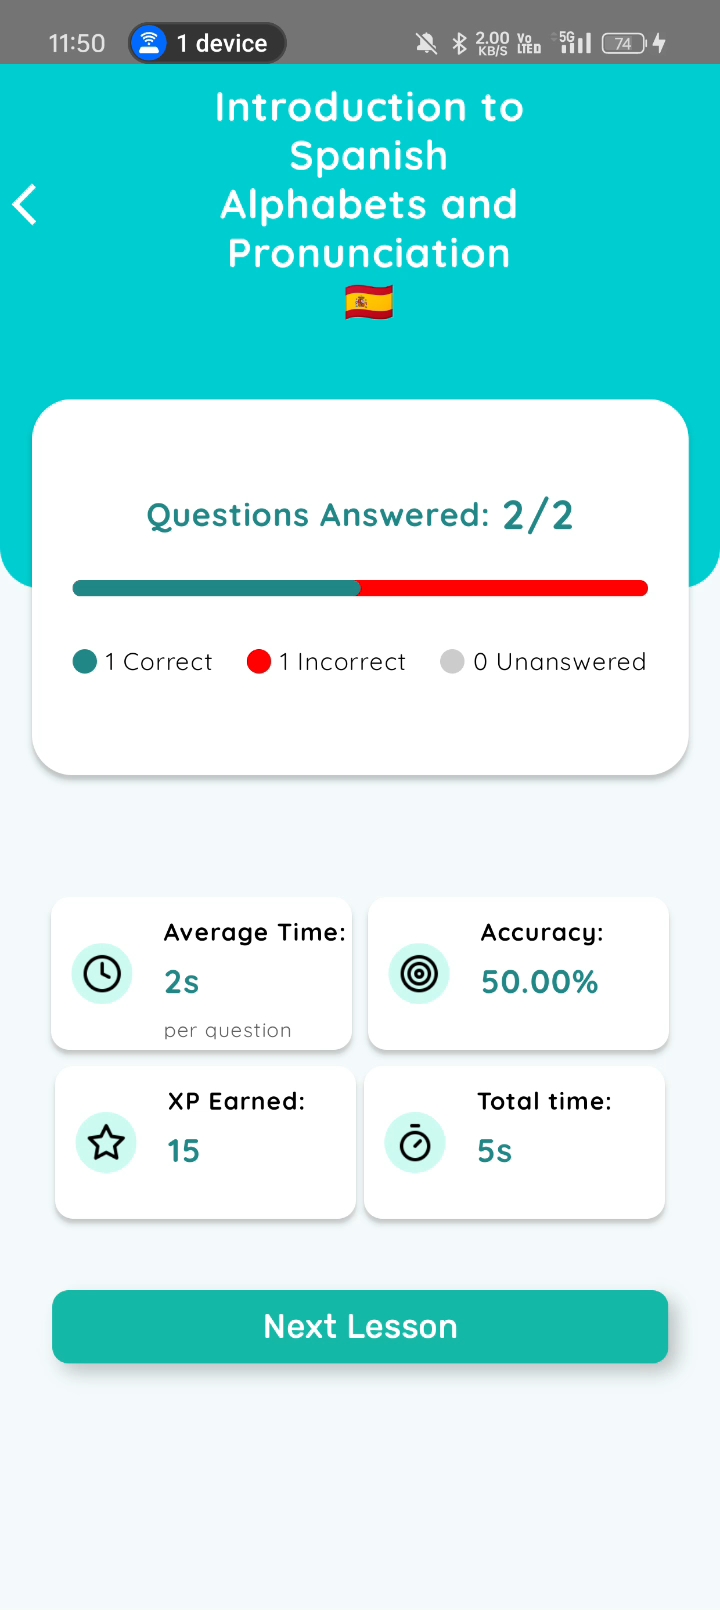 11:50 1 device 2.00 KB/S Vo LTED 5G 74
Introduction to
Spanish
Alphabets and
Pronunciation
Questions Answered: 2/2
1 Correct 1 Incorrect 0 Unanswered
Average Time: Accuracy:
2s 50.00%
per question
XP Earned: Total time:
15 5s
Next Lesson